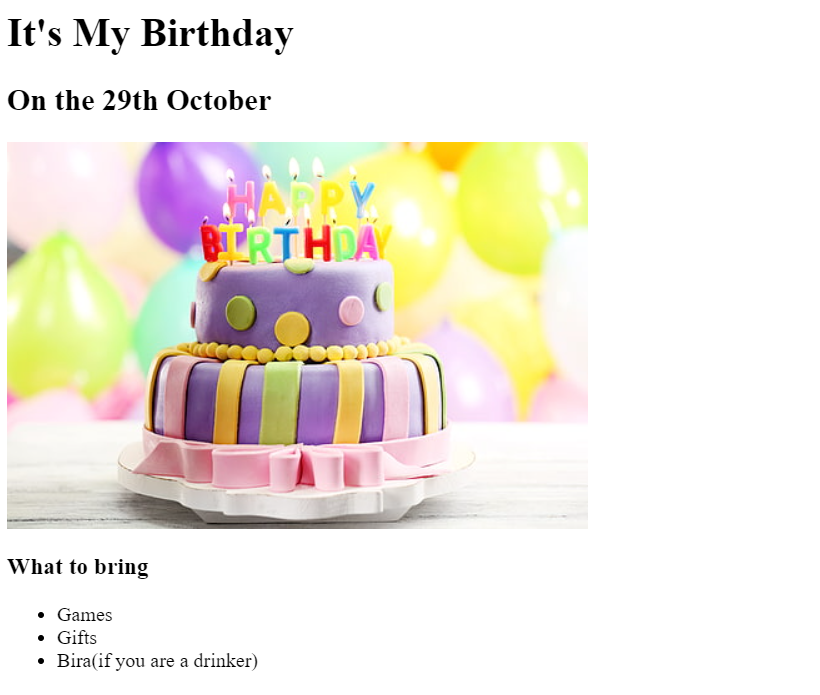 It's My Birthday
On the 29th October
HAPPY
BIRTHDAY
What to bring
Games
Gifts
Bira(if you are a drinker)